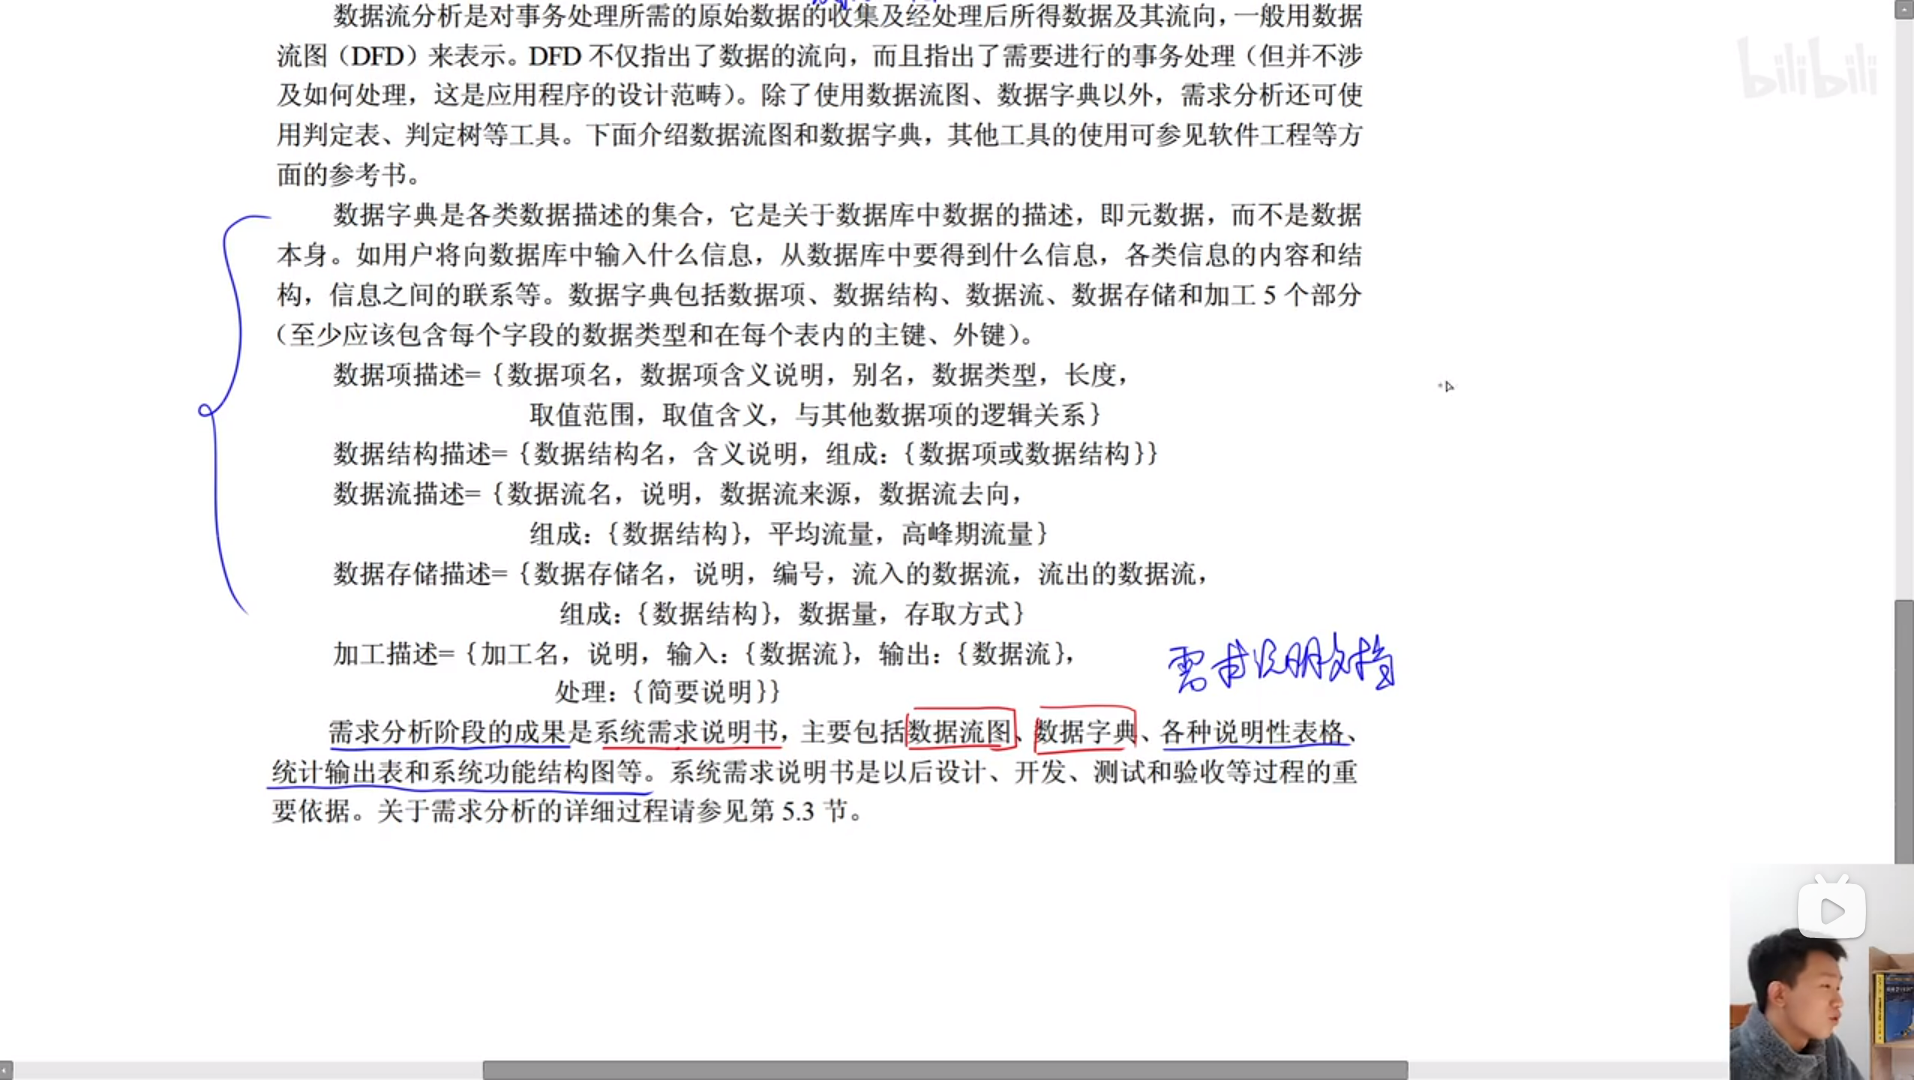 数据流分析是对事务处理所需的原始数据的收集及经处理后所得数据及其流向，一般用数据
流图（DFD）来表示。DFD 不仅指出了数据的流向，而且指出了需要进行的事务处理（但并不涉
及如何处理，这是应用程序的设计范畴）。除了使用数据流图、数据字典以外，需求分析还可使
用判定表、判定树等工具。下面介绍数据流图和数据字典，其他工具的使用可参见软件工程等方
面的参考书。
数据字典是各类数据描述的集合，它是关于数据库中数据的描述，即元数据，而不是数据
本身。如用户将向数据库中输入什么信息，从数据库中要得到什么信息，各类信息的内容和结
构，信息之间的联系等。数据字典包括数据项、数据结构、数据流、数据存储和加工 5 个部分
（至少应该包含每个字段的数据类型和在每个表内的主键、外键）。
数据项描述={数据项名，数据项含义说明，别名，数据类型，长度，
取值范围，取值含义，与其他数据项的逻辑关系}
数据结构描述={数据结构名，含义说明，组成：{数据项或数据结构}}
数据流描述={数据流名，说明，数据流来源，数据流去向，
组成：{数据结构}，平均流量，高峰期流量}
数据存储描述={数据存储名，说明，编号，流入的数据流，流出的数据流，
组成：{数据结构}，数据量，存取方式}
加工描述={加工名，说明，输入：{数据流}，输出：{数据流}，
处理：{简要说明}}
需求说明文档
需求分析阶段的成果是系统需求说明书，主要包括数据流图、数据字典、各种说明性表格、
统计输出表和系统功能结构图等。系统需求说明书是以后设计、开发、测试和验收等过程的重
要依据。关于需求分析的详细过程请参见第 5.3 节。
bilibili